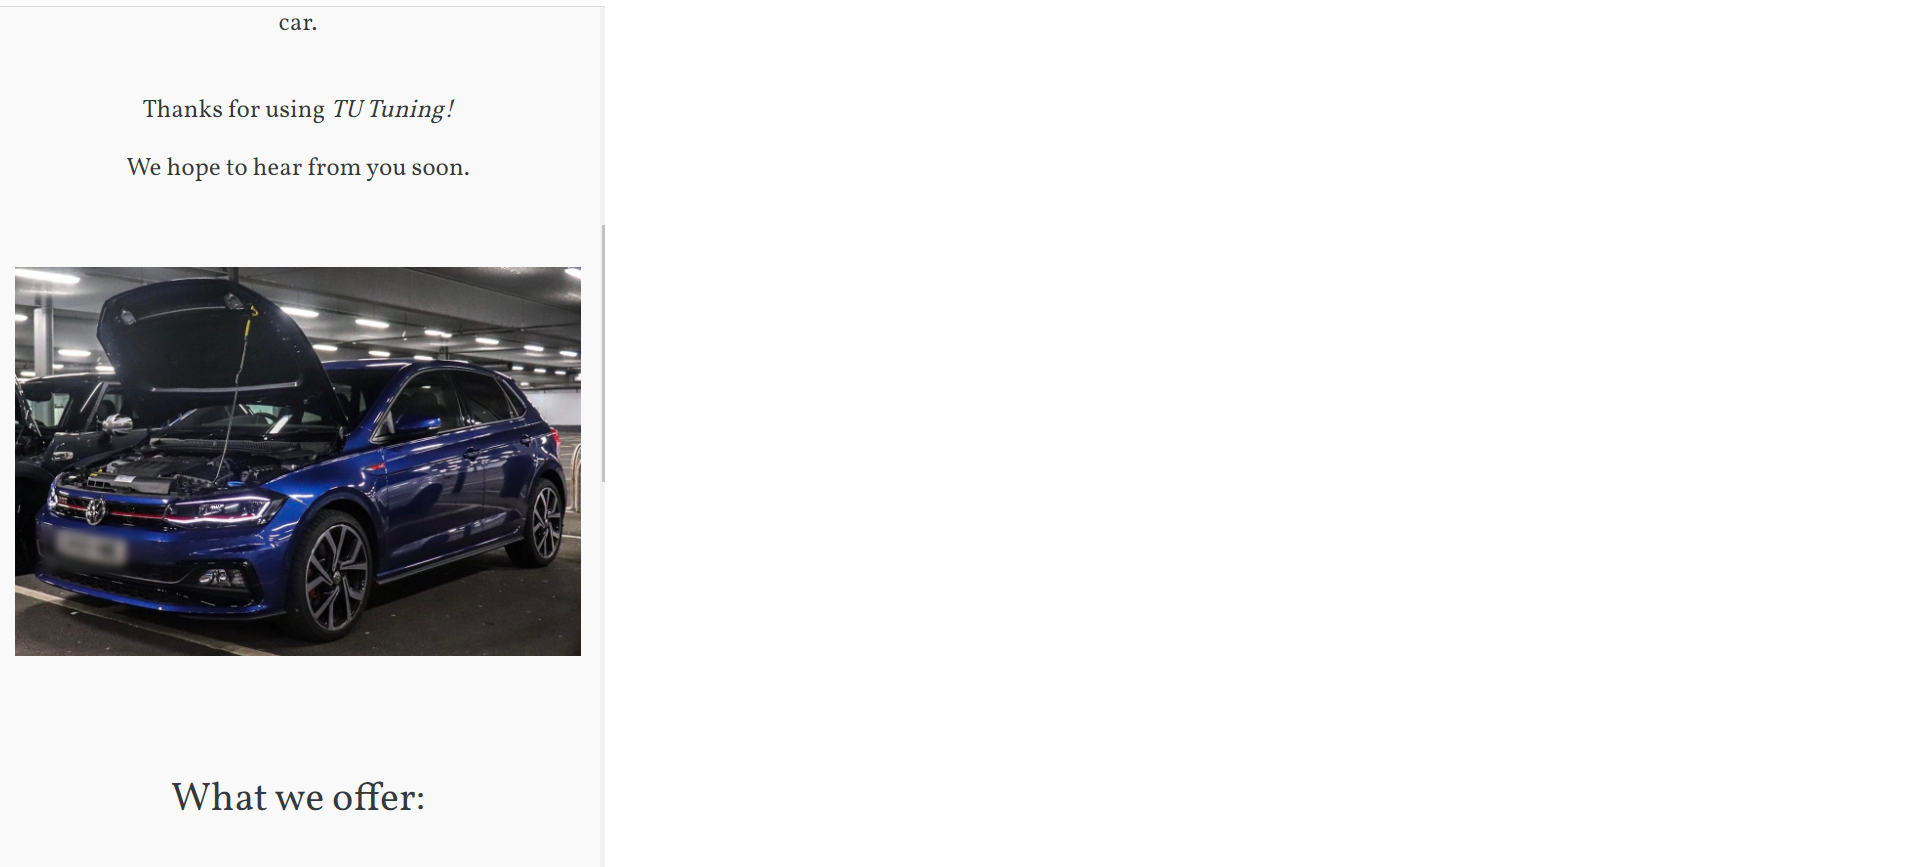 car.
Thanks for using TU Tuning!
We hope to hear from you soon.
What we offer: